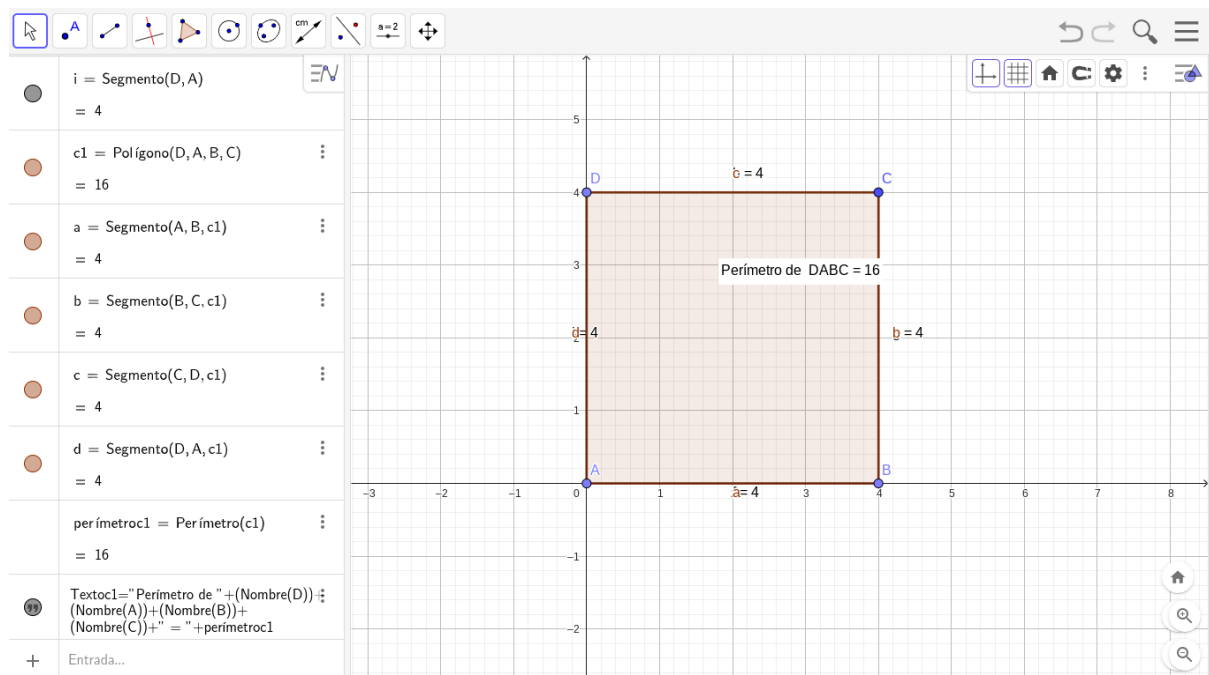 A
cm
a=2
i = Segmento(D, A)
= 4
c1 = Polígono(D, A, B, C)
= 16
a = Segmento(A, B, c1)
= 4
b = Segmento(B, C, c1)
= 4
c = Segmento(C, D, c1)
= 4
d = Segmento(D, A, c1)
= 4
perímetroc1 = Perímetro(c1)
= 16
Textoc1="Perímetro de "+(Nombre(D))+
(Nombre(A))+(Nombre(B))+
(Nombre(C))+" = "+perímetroc1
Entrada...
5
D
c = 4
C
4
3
Perímetro de DABC = 16
d = 4
2
b = 4
1
A
B
−3 −2 −1 0 1 2 3 4 5 6 7 8
a = 4
−1
−2